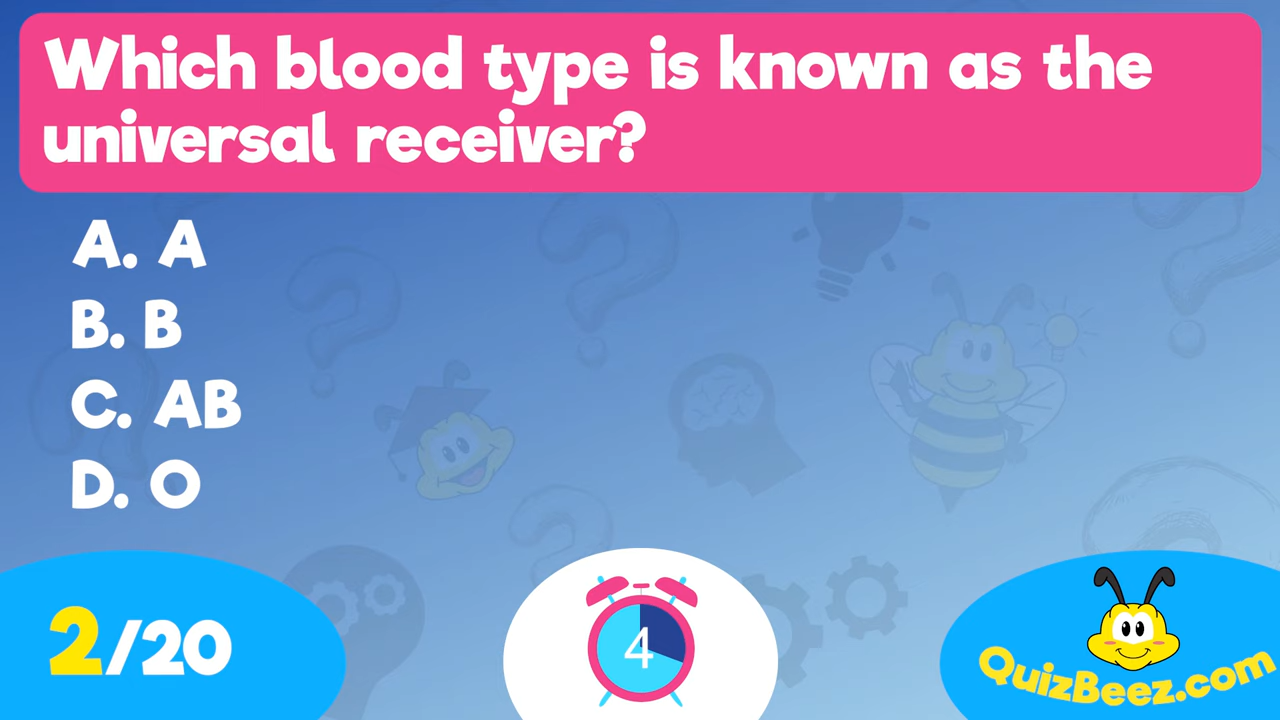 Which blood type is known as the
universal receiver?
A. A
B. B
C. AB
D. O
2/20
4
QuizBeez.com